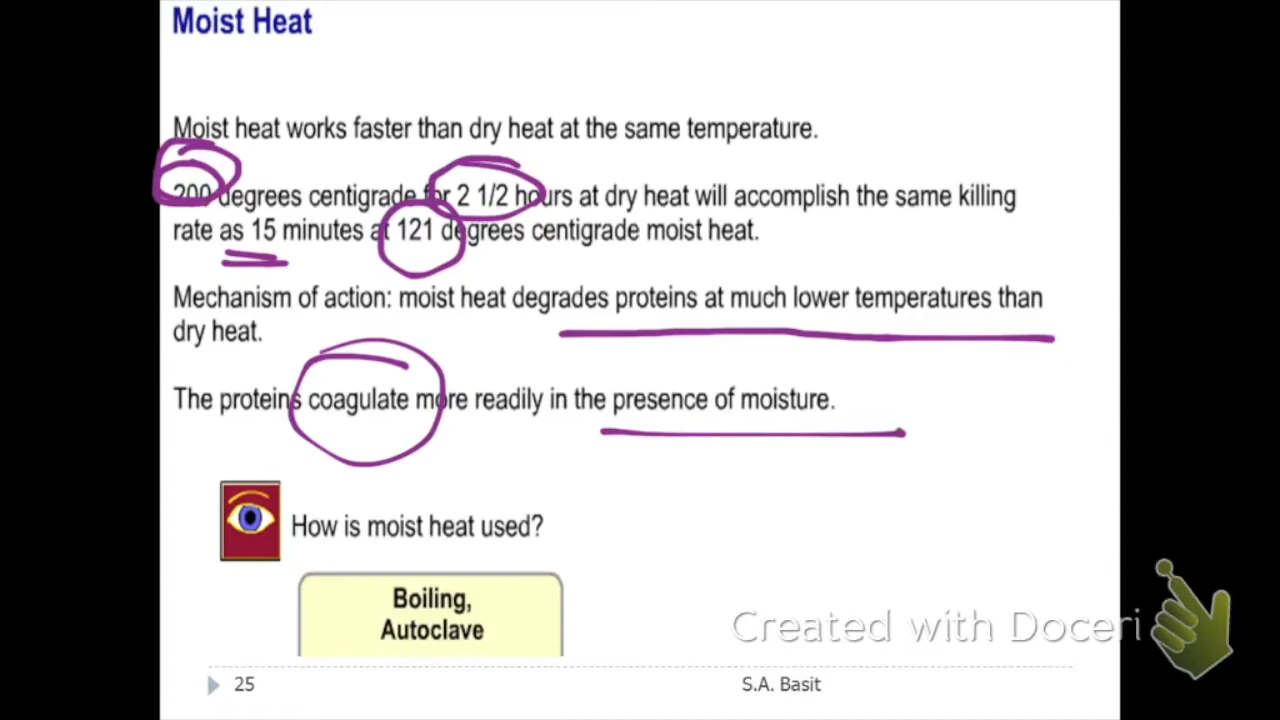 Moist Heat
Moist heat works faster than dry heat at the same temperature.
200 degrees centigrade for 2 1/2 hours at dry heat will accomplish the same killing
rate as 15 minutes at 121 degrees centigrade moist heat.
Mechanism of action: moist heat degrades proteins at much lower temperatures than
dry heat.
The proteins coagulate more readily in the presence of moisture.
How is moist heat used?
Boiling,
Autoclave
Created with Doceri
25
S.A. Basit